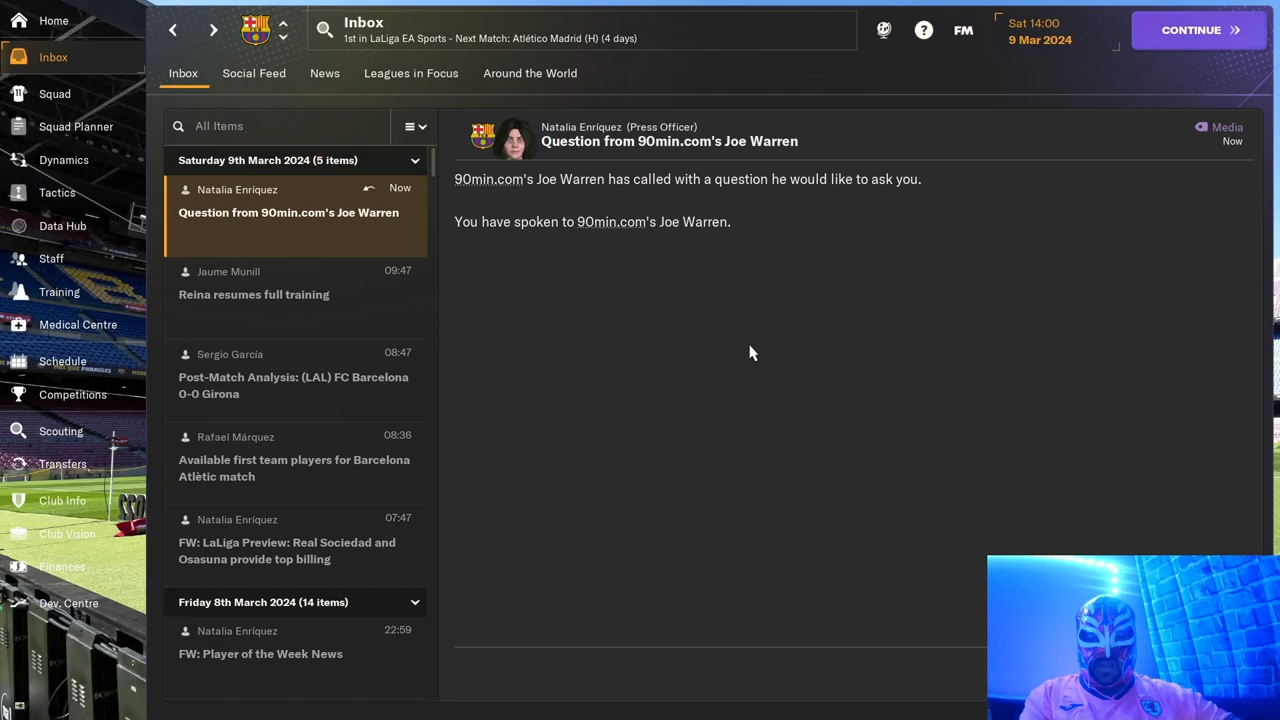 Home
Inbox
Squad
Squad Planner
Dynamics
Tactics
Data Hub
Staff
Training
Medical Centre
Schedule
Competitions
Scouting
Transfers
Club Info
Club Vision
Finances
Dev. Centre
Inbox
1st in LaLiga EA Sports - Next Match: Atlético Madrid (H) (4 days)
?
FM
Sat 14:00
9 Mar 2024
CONTINUE
Inbox Social Feed News Leagues in Focus Around the World
All Items
Saturday 9th March 2024 (5 items)
Natalia Enríquez Now
Question from 90min.com's Joe Warren
Jaume Munill 09:47
Reina resumes full training
Sergio García 08:47
Post-Match Analysis: (LAL) FC Barcelona
0-0 Girona
Rafael Márquez 08:36
Available first team players for Barcelona
Atlètic match
Natalia Enríquez 07:47
FW: LaLiga Preview: Real Sociedad and
Osasuna provide top billing
Friday 8th March 2024 (14 items)
Natalia Enríquez 22:59
FW: Player of the Week News
Natalia Enríquez (Press Officer)
Question from 90min.com's Joe Warren
Media
Now
90min.com's Joe Warren has called with a question he would like to ask you.
You have spoken to 90min.com's Joe Warren.